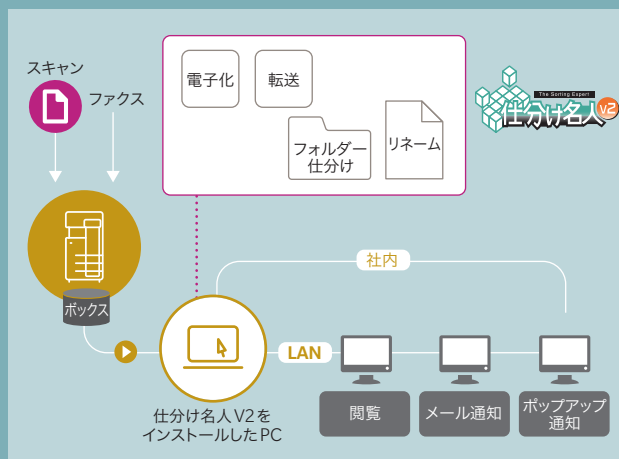 スキャン
ファクス
電子化
転送
フォルダー
仕分け
リネーム
The Sorting Expert
仕分け名人 V2
ボックス
社内
LAN
仕分け名人V2を
インストールしたPC
閲覧
メール通知
ポップアップ
通知